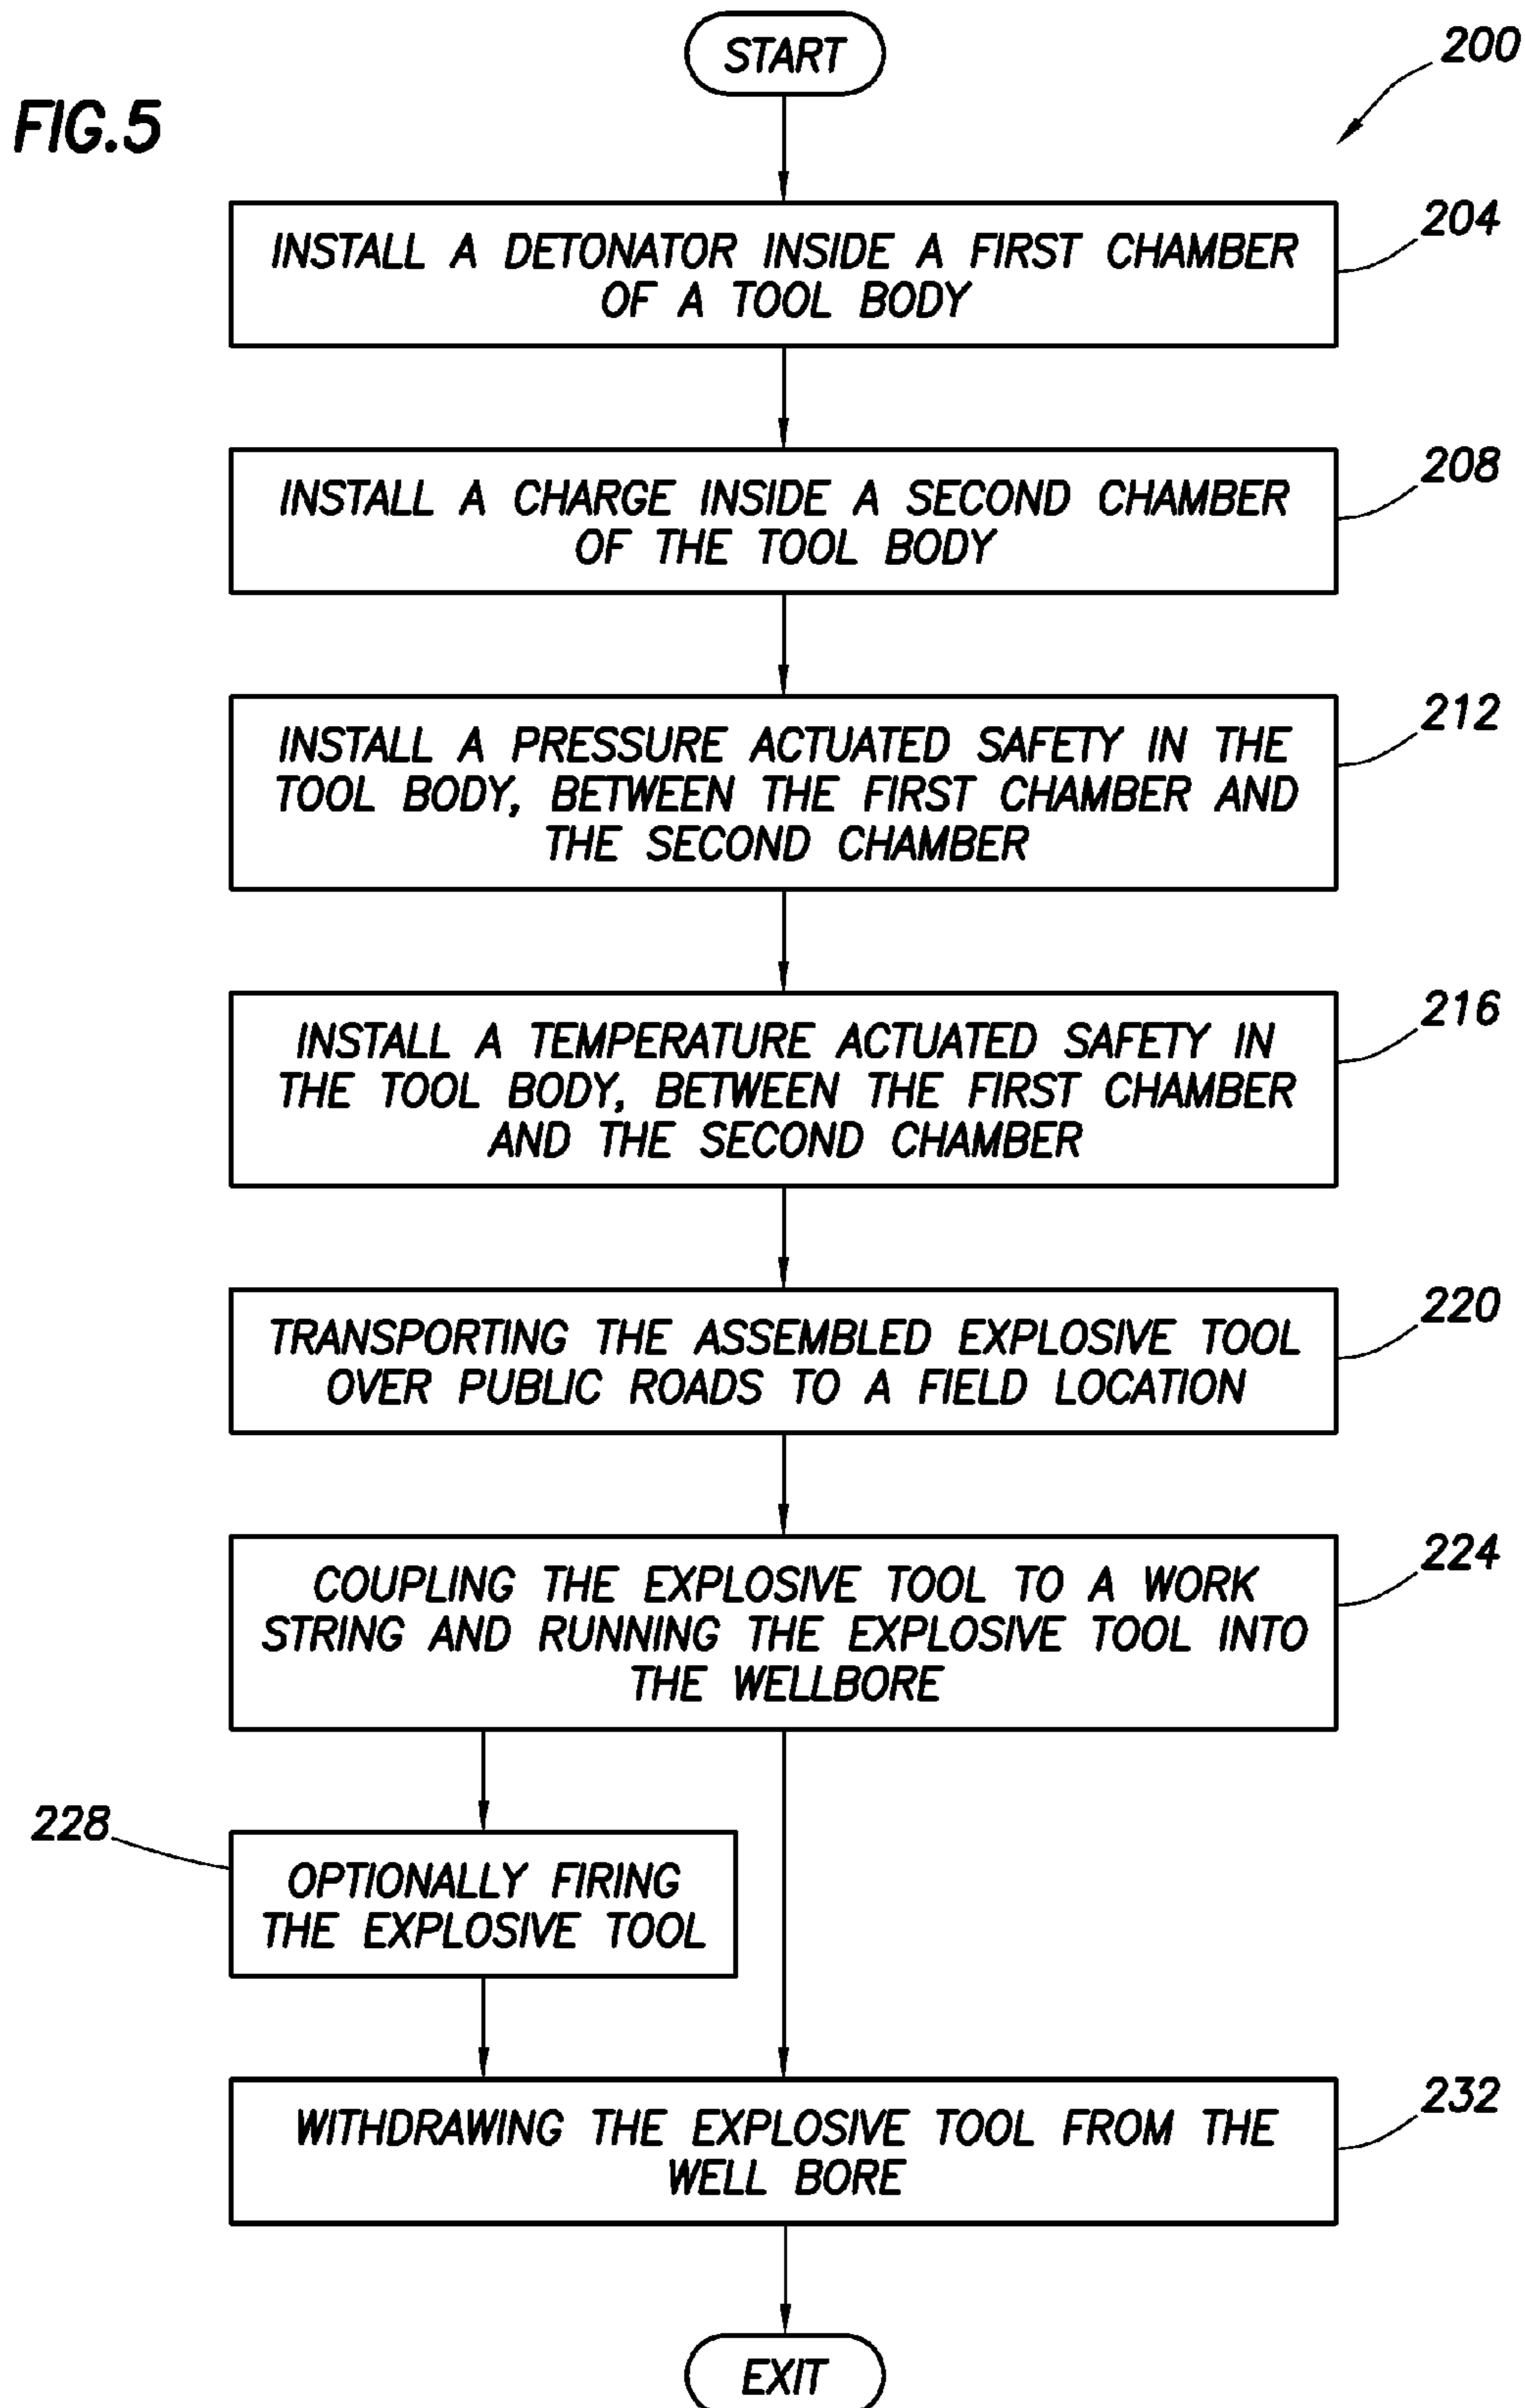 START
200
FIG.5
204
INSTALL A DETONATOR INSIDE A FIRST CHAMBER
OF A TOOL BODY
208
INSTALL A CHARGE INSIDE A SECOND CHAMBER
OF THE TOOL BODY
212
INSTALL A PRESSURE ACTUATED SAFETY IN THE
TOOL BODY, BETWEEN THE FIRST CHAMBER AND
THE SECOND CHAMBER
216
INSTALL A TEMPERATURE ACTUATED SAFETY IN
THE TOOL BODY, BETWEEN THE FIRST CHAMBER
AND THE SECOND CHAMBER
220
TRANSPORTING THE ASSEMBLED EXPLOSIVE TOOL
OVER PUBLIC ROADS TO A FIELD LOCATION
224
COUPLING THE EXPLOSIVE TOOL TO A WORK
STRING AND RUNNING THE EXPLOSIVE TOOL INTO
THE WELLBORE
228
OPTIONALLY FIRING
THE EXPLOSIVE TOOL
232
WITHDRAWING THE EXPLOSIVE TOOL FROM THE
WELL BORE
EXIT